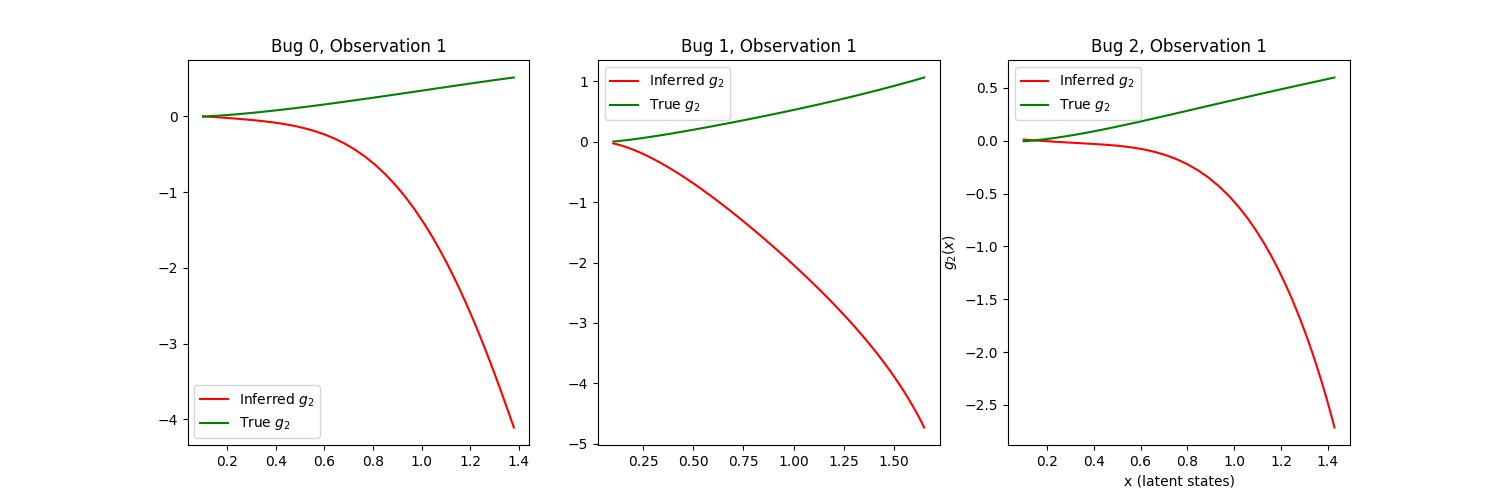 Bug 0, Observation 1
0
−1
−2
−3
−4
Inferred g₂
True g₂
0.2 0.4 0.6 0.8 1.0 1.2 1.4
Bug 1, Observation 1
Inferred g₂
True g₂
1
0
−1
−2
−3
−4
−5
0.25 0.50 0.75 1.00 1.25 1.50
Bug 2, Observation 1
Inferred g₂
True g₂
g₂(x)
0.5
0.0
−0.5
−1.0
−1.5
−2.0
−2.5
0.2 0.4 0.6 0.8 1.0 1.2 1.4
x (latent states)